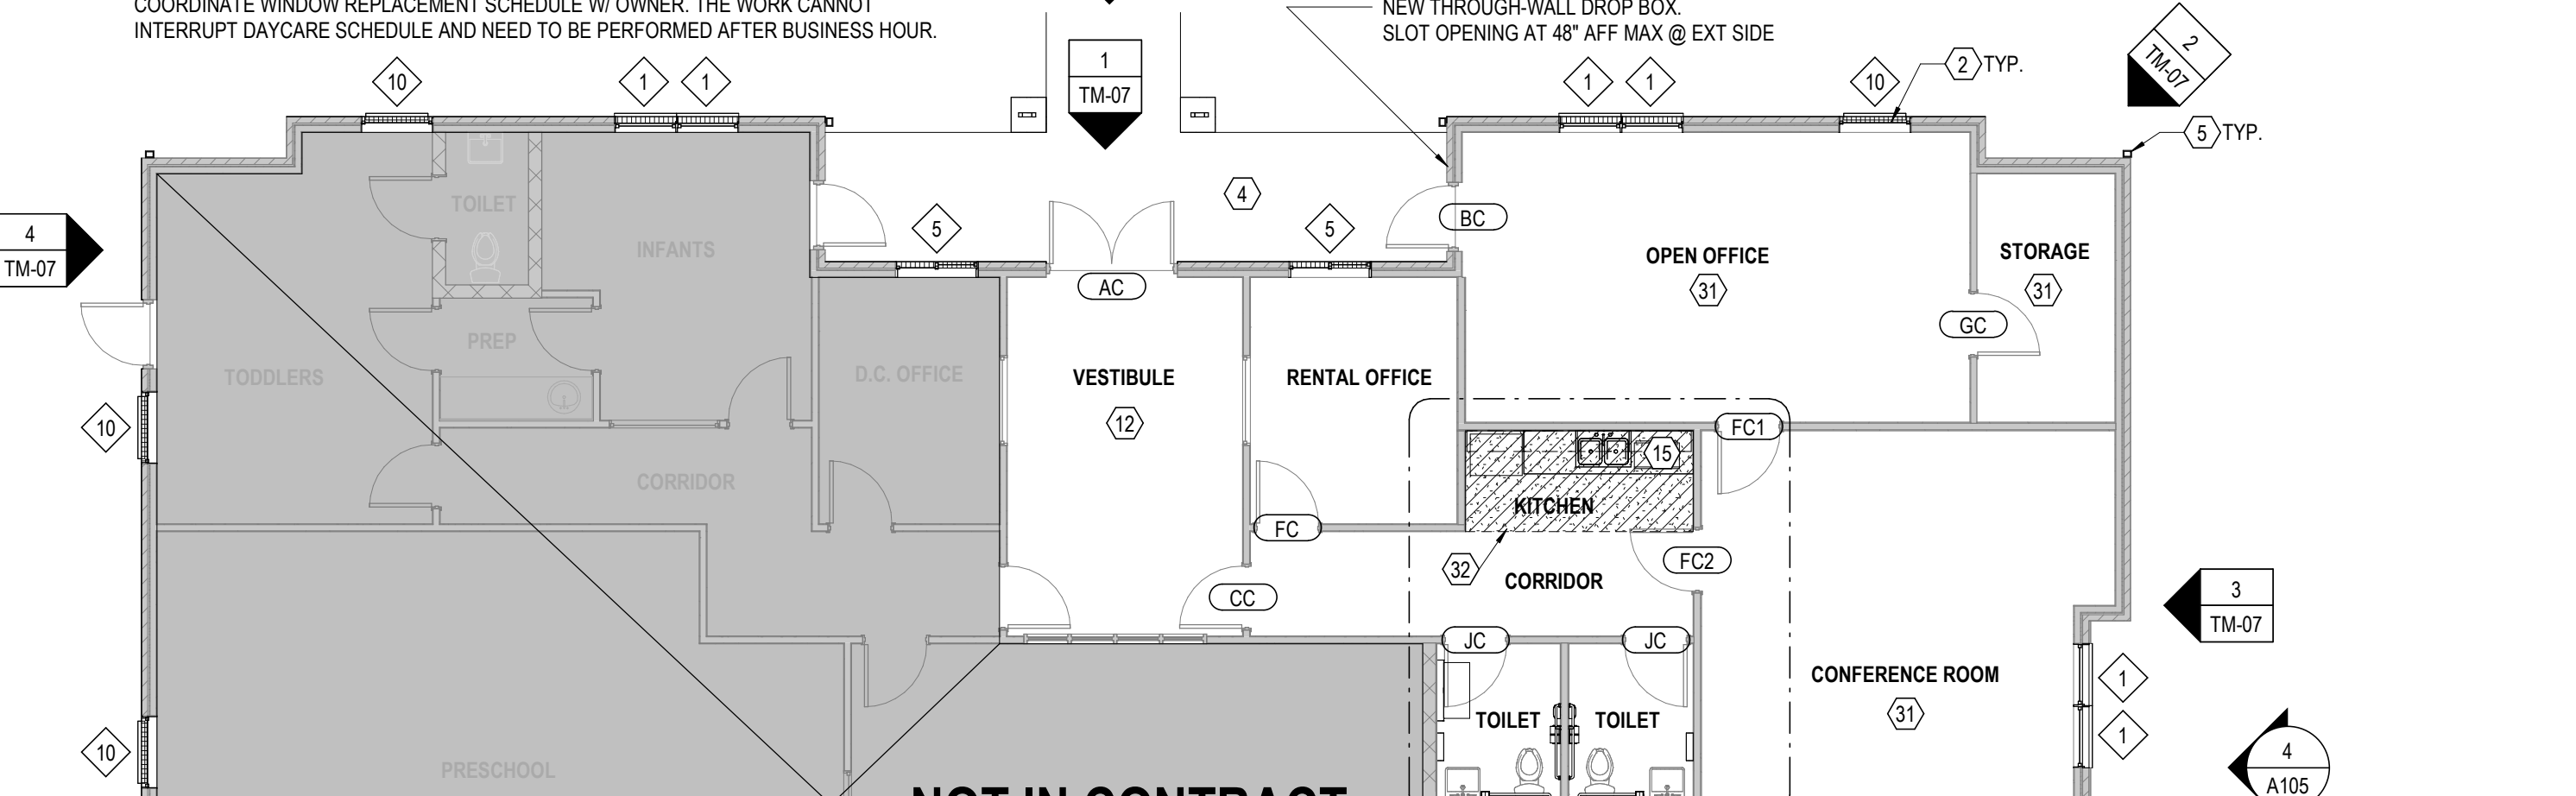 COORDINATE WINDOW REPLACEMENT SCHEDULE W/ OWNER. THE WORK CANNOT
INTERRUPT DAYCARE SCHEDULE AND NEED TO BE PERFORMED AFTER BUSINESS HOUR.
NEW THROUGH-WALL DROP BOX.
SLOT OPENING AT 48" AFF MAX @ EXT SIDE
1
TM-07
2
TM-07
10
1
1
1
1
10
2
TYP.
5
TYP.
4
TM-07
TOILET
INFANTS
5
4
5
BC
OPEN OFFICE
31
STORAGE
31
AC
GC
PREP
TODDLERS
D.C. OFFICE
VESTIBULE
12
RENTAL OFFICE
10
FC1
15
CORRIDOR
KITCHEN
FC
FC2
32
CORRIDOR
CC
3
TM-07
JC
JC
CONFERENCE ROOM
31
1
1
TOILET
TOILET
10
PRESCHOOL
4
A105
NOT IN CONTRACT